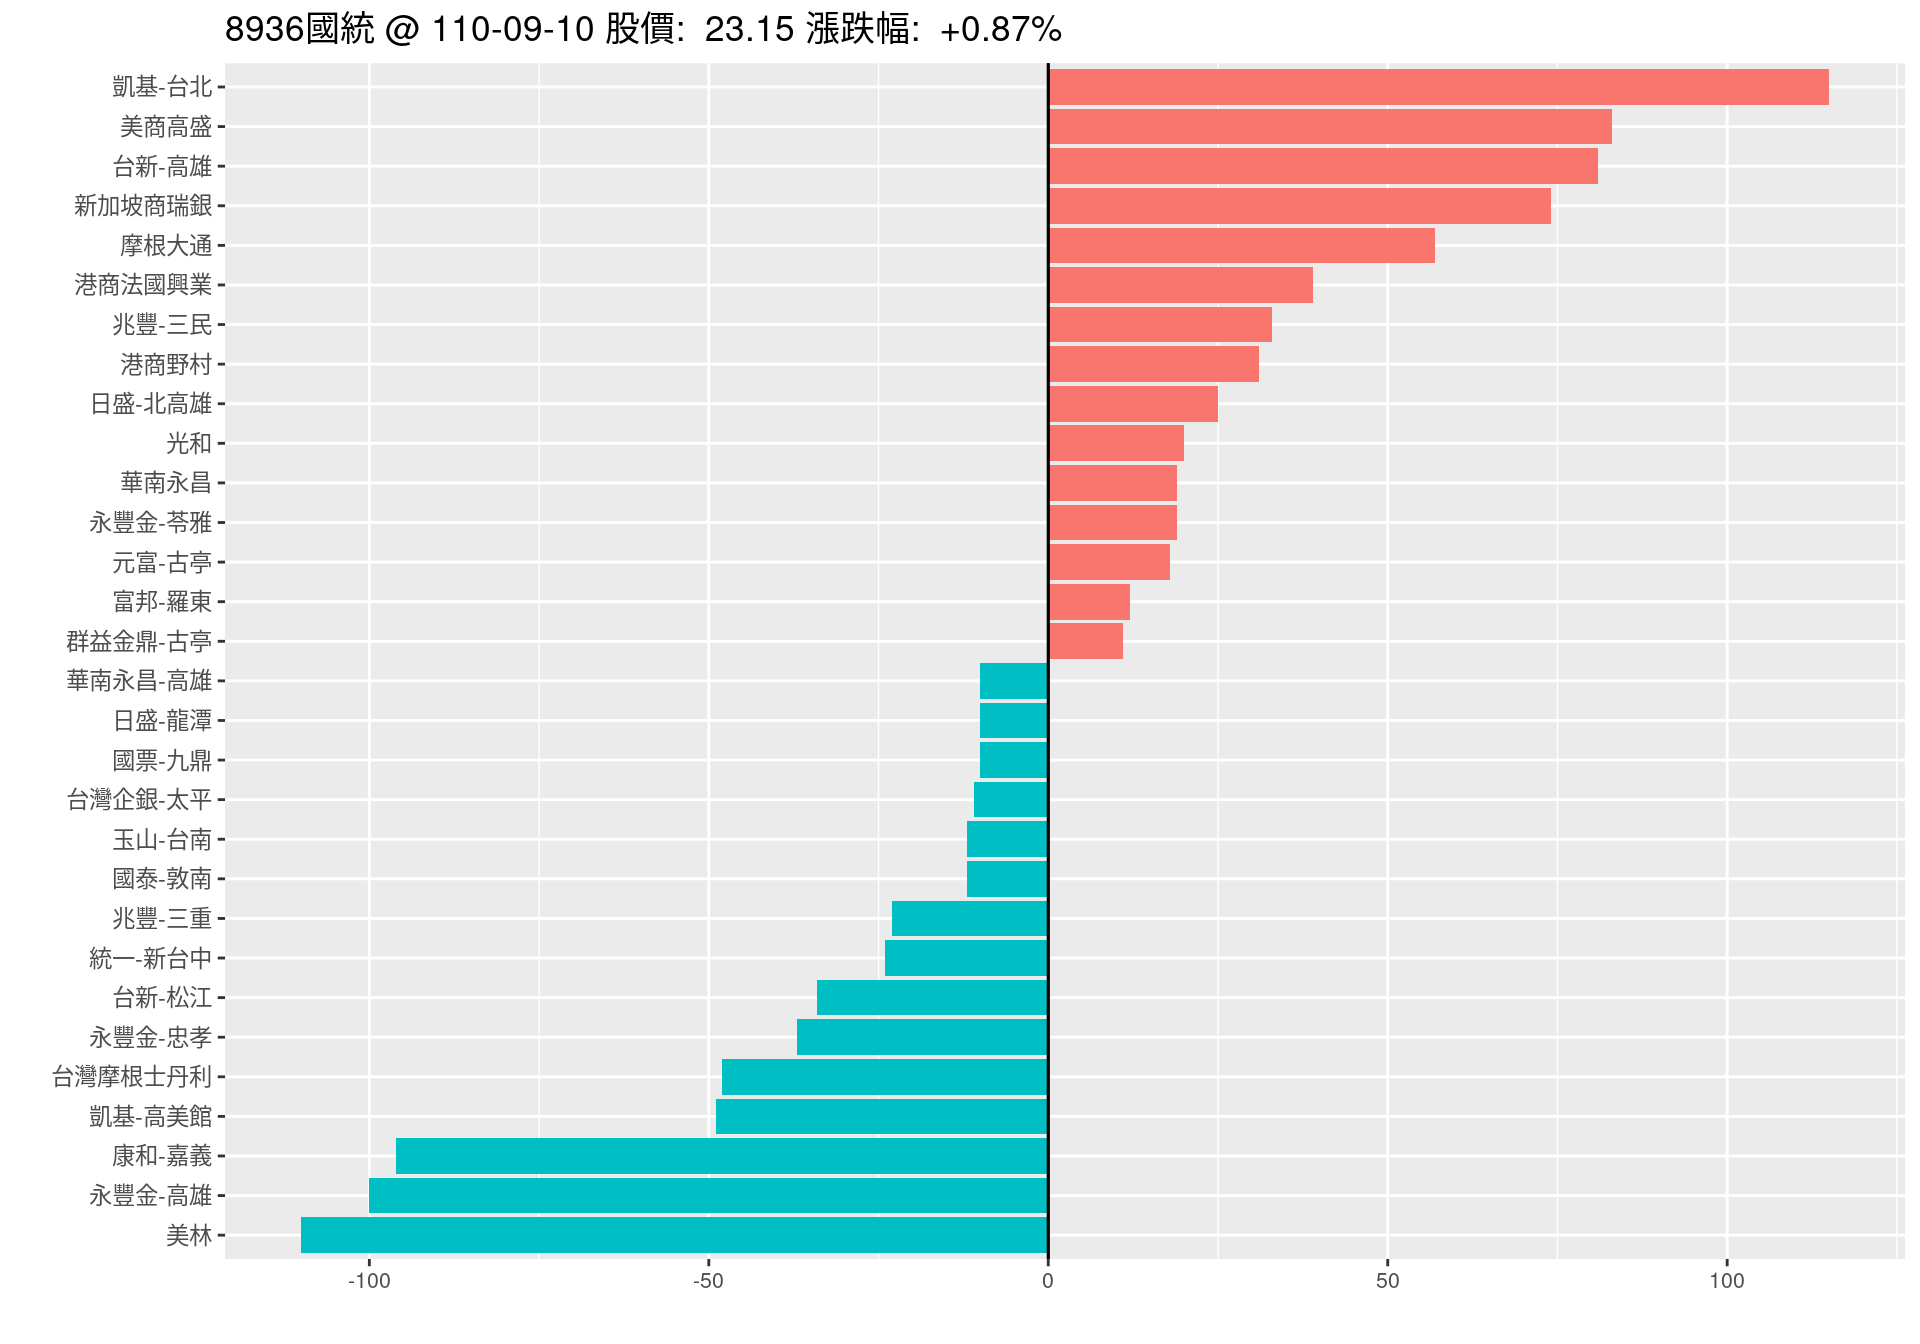 8936國統 @ 110-09-10 股價:  23.15 漲跌幅:  +0.87%
凱基-台北
美商高盛
台新-高雄
新加坡商瑞銀
摩根大通
港商法國興業
兆豐-三民
港商野村
日盛-北高雄
光和
華南永昌
永豐金-苓雅
元富-古亭
富邦-羅東
群益金鼎-古亭
華南永昌-高雄
日盛-龍潭
國票-九鼎
台灣企銀-太平
玉山-台南
國泰-敦南
兆豐-三重
統一-新台中
台新-松江
永豐金-忠孝
台灣摩根士丹利
凱基-高美館
康和-嘉義
永豐金-高雄
美林
-100 -50 0 50 100